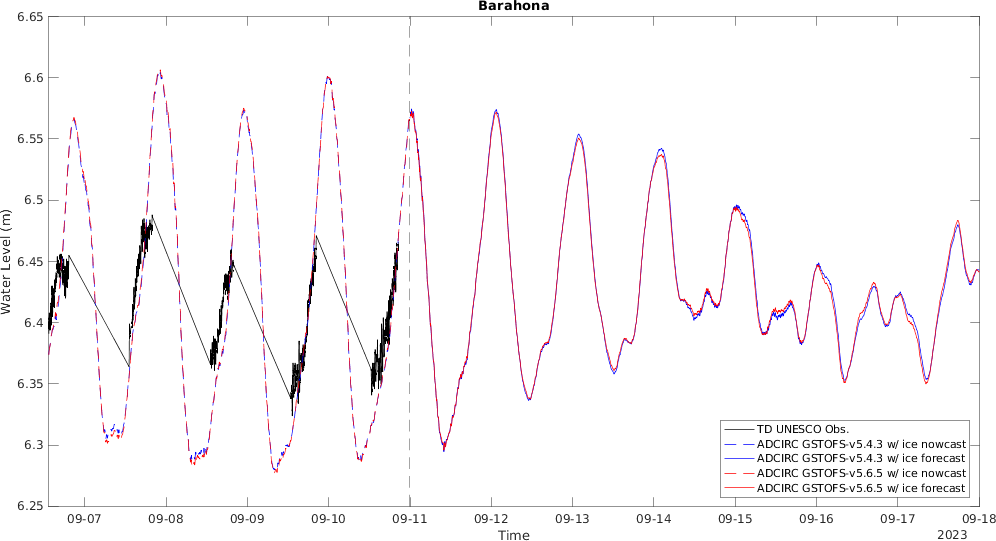 Barahona
6.65
6.6
6.55
6.5
6.45
6.4
6.35
6.3
6.25
Water Level (m)
09-07 09-08 09-09 09-10 09-11 09-12 09-13 09-14 09-15 09-16 09-17 09-18
2023
Time
TD UNESCO Obs.
ADCIRC GSTOFS-v5.4.3 w/ ice nowcast
ADCIRC GSTOFS-v5.4.3 w/ ice forecast
ADCIRC GSTOFS-v5.6.5 w/ ice nowcast
ADCIRC GSTOFS-v5.6.5 w/ ice forecast